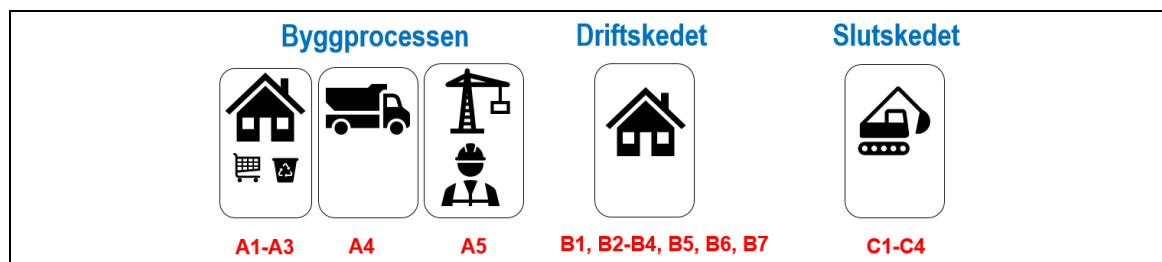 Byggprocessen Driftskedet Slutskedet
A1-A3 A4 A5 B1, B2-B4, B5, B6, B7 C1-C4